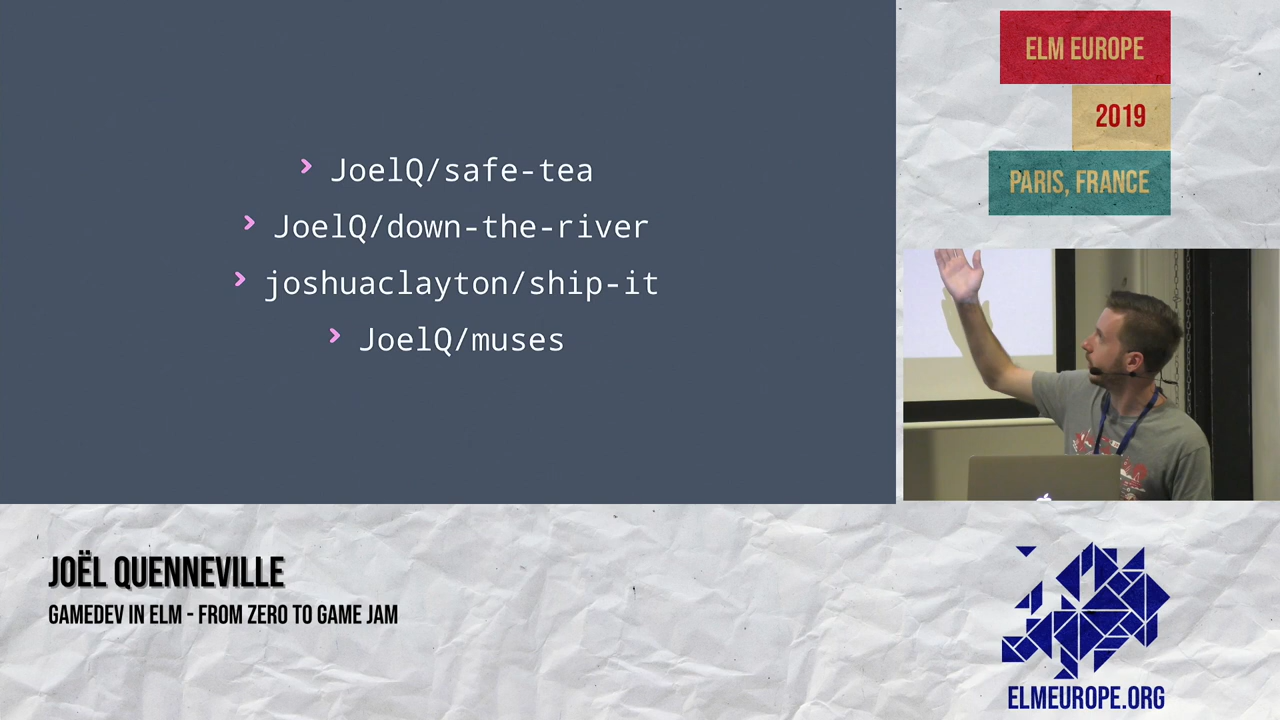 JoelQ/safe-tea
JoelQ/down-the-river
joshuaclayton/ship-it
JoelQ/muses
ELM EUROPE
2019
PARIS, FRANCE
JOËL QUENNEVILLE
GAMEDEV IN ELM - FROM ZERO TO GAME JAM
ELMEUROPE.ORG